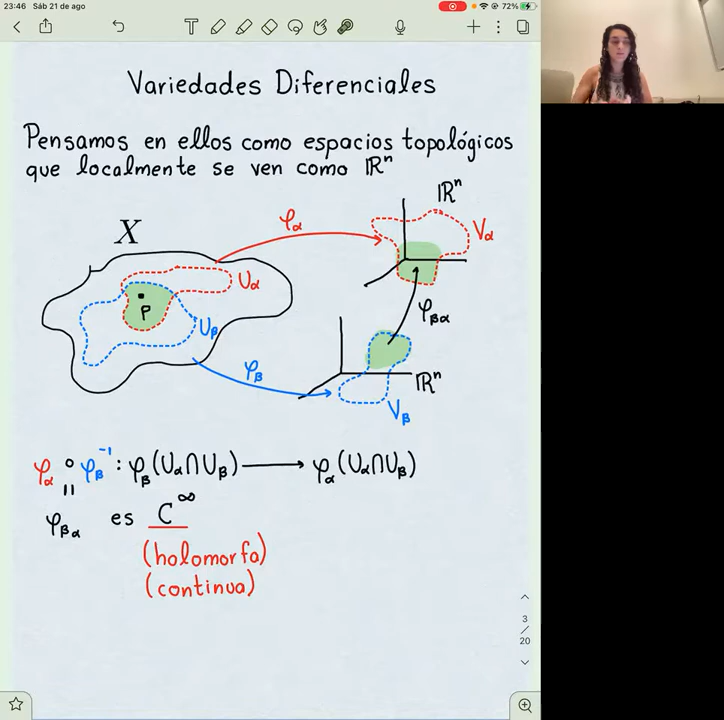 23:46 Sáb 21 de ago
72%
Variedades Diferenciales
Pensamos en ellos como espacios topológicos
que localmente se ven como ℝⁿ
X
φα
ℝⁿ
Vα
Uα
P
Uβ
φβα
φβ
ℝⁿ
Vβ
φα ∘ φβ⁻¹ : φβ(Uα∩Uβ) ⟶ φα(Uα∩Uβ)
=
φβα es C∞
(holomorfa)
(continua)
3
/
20